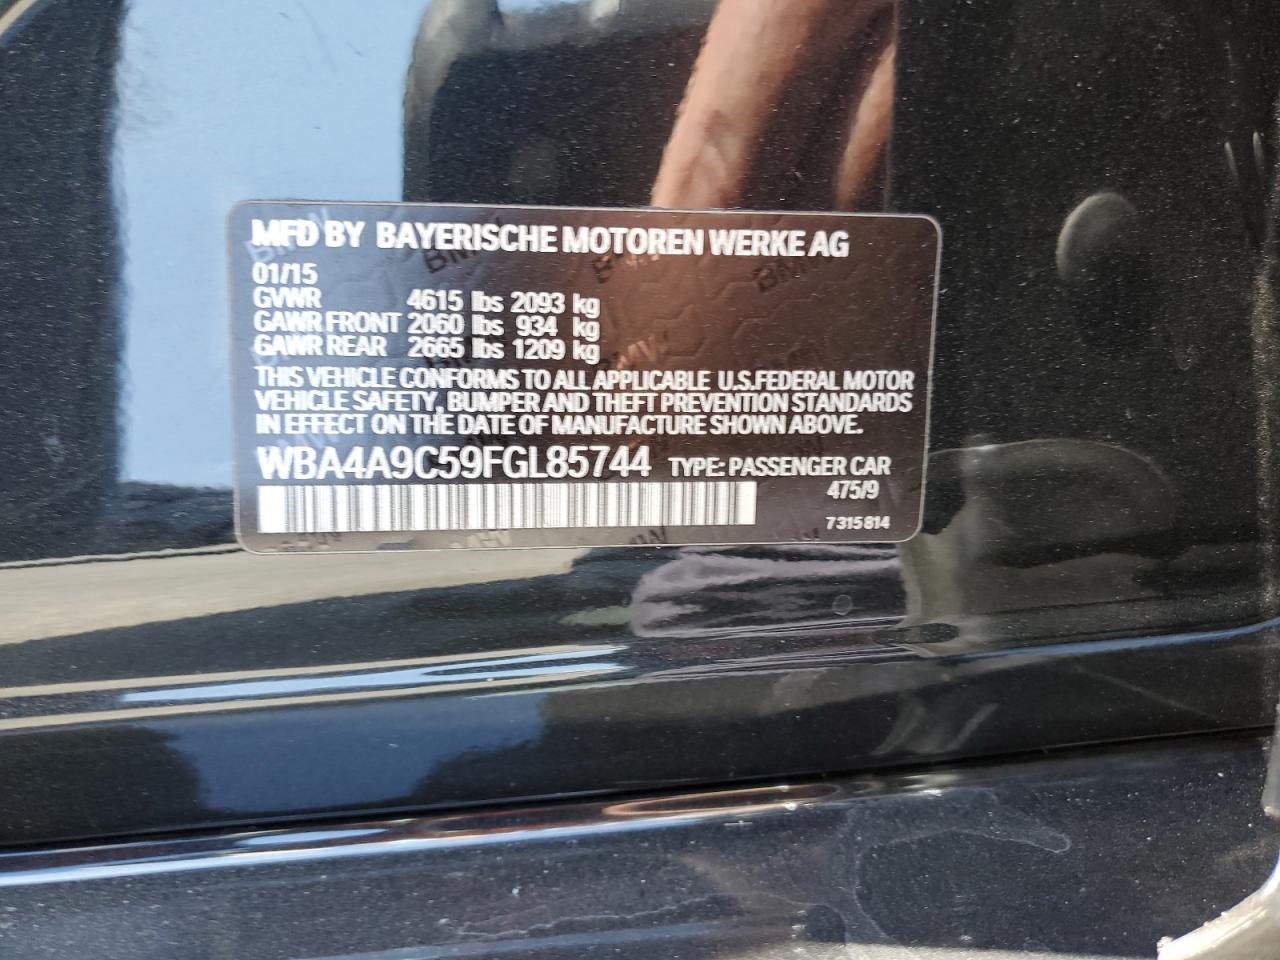 MFD BY BAYERISCHE MOTOREN WERKE AG
01/15
GVWR 4615 lbs 2093 kg
GAWR FRONT 2060 lbs 934 kg
GAWR REAR 2665 lbs 1209 kg
THIS VEHICLE CONFORMS TO ALL APPLICABLE U.S.FEDERAL MOTOR
VEHICLE SAFETY, BUMPER AND THEFT PREVENTION STANDARDS
IN EFFECT ON THE DATE OF MANUFACTURE SHOWN ABOVE.
WBA4A9C59FGL85744 TYPE: PASSENGER CAR
475/9
7315814